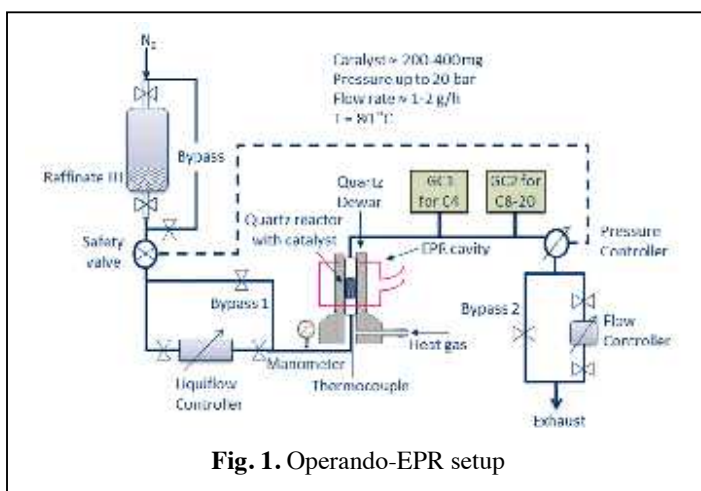 N₂
Catalyst ≈ 200-400mg
Pressure up to 20 bar
Flow rate ≈ 1-2 g/h
T = 80 °C
Bypass
Raffinate III
Quartz
Dewar
GC1
for C4
GC2 for
C8-20
Quartz reactor
with catalyst
Pressure
Controller
Safety
valve
EPR cavity
Bypass 1
Bypass 2
Flow
Controller
Heat gas
Manometer
Liquiflow
Controller
Thermocouple
Exhaust
Fig. 1. Operando-EPR setup